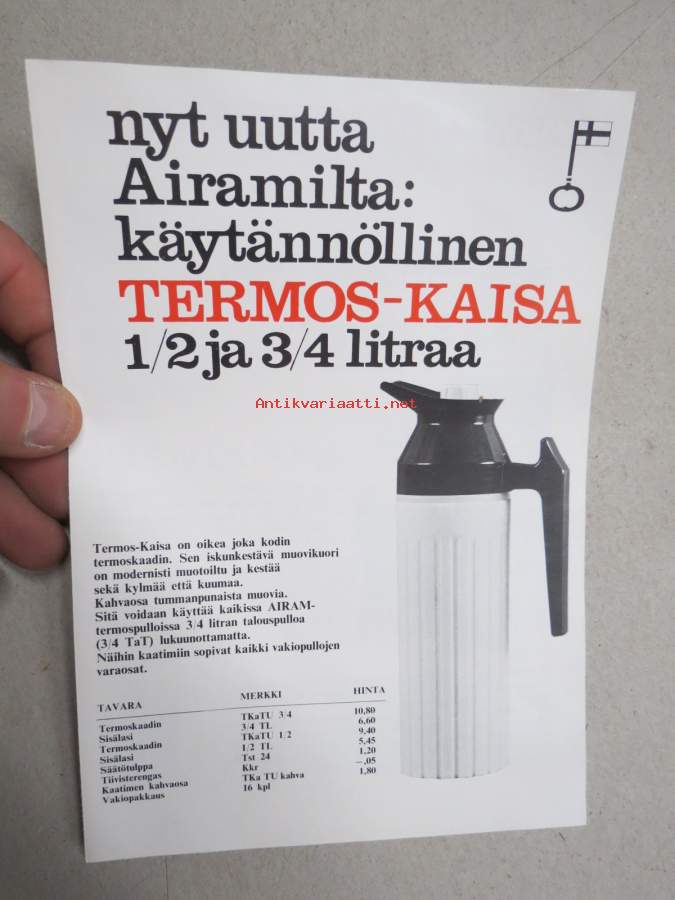 nyt uutta
Airamilta:
käytännöllinen
TERMOS-KAISA
1/2 ja 3/4 litraa
Antikvariaatti.net
Termos-Kaisa on oikea joka kodin
termoskaadin. Sen iskunkestävä muovikuori
on modernisti muotoiltu ja kestää
sekä kylmää että kuumaa.
Kahvaosa tummanpunaista muovia.
Sitä voidaan käyttää kaikissa AIRAM-
termospulloissa 3/4 litran talouspulloa
(3/4 TaT) lukuunottamatta.
Näihin kaatimiin sopivat kaikki vakiopullojen
varaosat.
TAVARA MERKKI HINTA
Termoskaadin TKaTU 3/4 10,80
Sisälasi 3/4 TL 6,60
Termoskaadin TKaTU 1/2 9,40
Sisälasi 1/2 TL 5,45
Säätötulppa Tst 24 1,20
Tiivisterengas Kkr —,05
Kaatimen kahvaosa TKa TU kahva 1,80
Vakiopakkaus 16 kpl